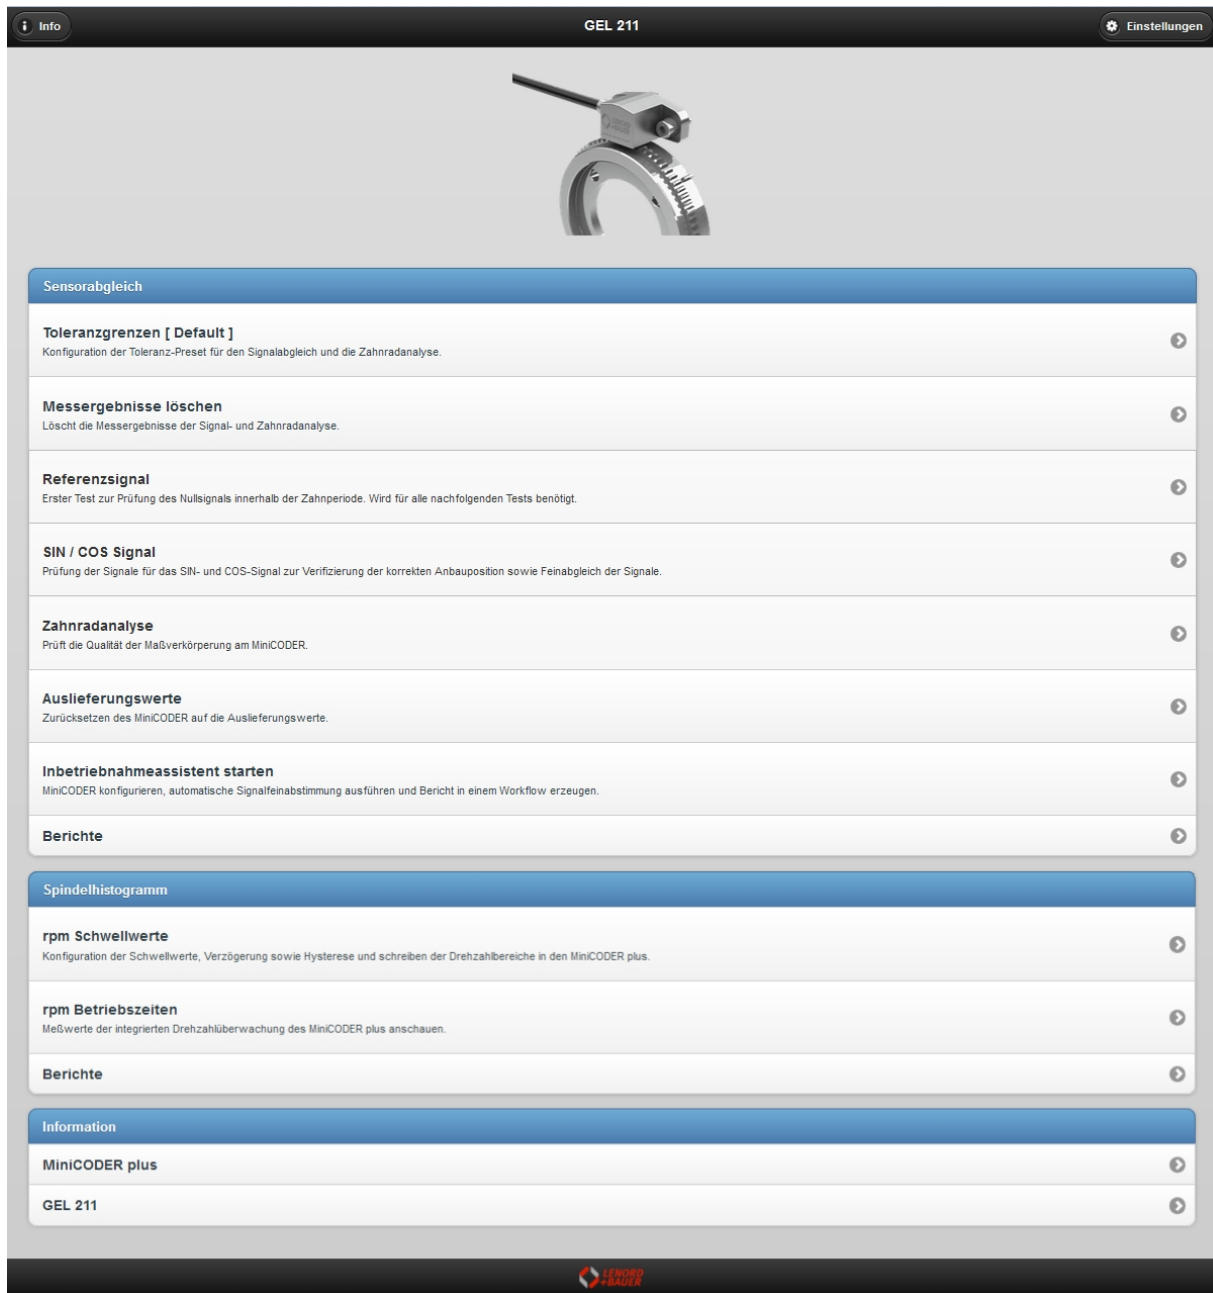 Info
GEL 211
Einstellungen
LENORD
+BAUER
Sensorabgleich
Toleranzgrenzen [ Default ]
Konfiguration der Toleranz-Preset für den Signalabgleich und die Zahnradanalyse.
Messergebnisse löschen
Löscht die Messergebnisse der Signal- und Zahnradanalyse.
Referenzsignal
Erster Test zur Prüfung des Nullsignals innerhalb der Zahnperiode. Wird für alle nachfolgenden Tests benötigt.
SIN / COS Signal
Prüfung der Signale für das SIN- und COS-Signal zur Verifizierung der korrekten Anbauposition sowie Feinabgleich der Signale.
Zahnradanalyse
Prüft die Qualität der Maßverkörperung am MiniCODER.
Auslieferungswerte
Zurücksetzen des MiniCODER auf die Auslieferungswerte.
Inbetriebnahmeassistent starten
MiniCODER konfigurieren, automatische Signalfeinabstimmung ausführen und Bericht in einem Workflow erzeugen.
Berichte
Spindelhistogramm
rpm Schwellwerte
Konfiguration der Schwellwerte, Verzögerung sowie Hysterese und schreiben der Drehzahlbereiche in den MiniCODER plus.
rpm Betriebszeiten
Meßwerte der integrierten Drehzahlüberwachung des MiniCODER plus anschauen.
Berichte
Information
MiniCODER plus
GEL 211
LENORD
+BAUER